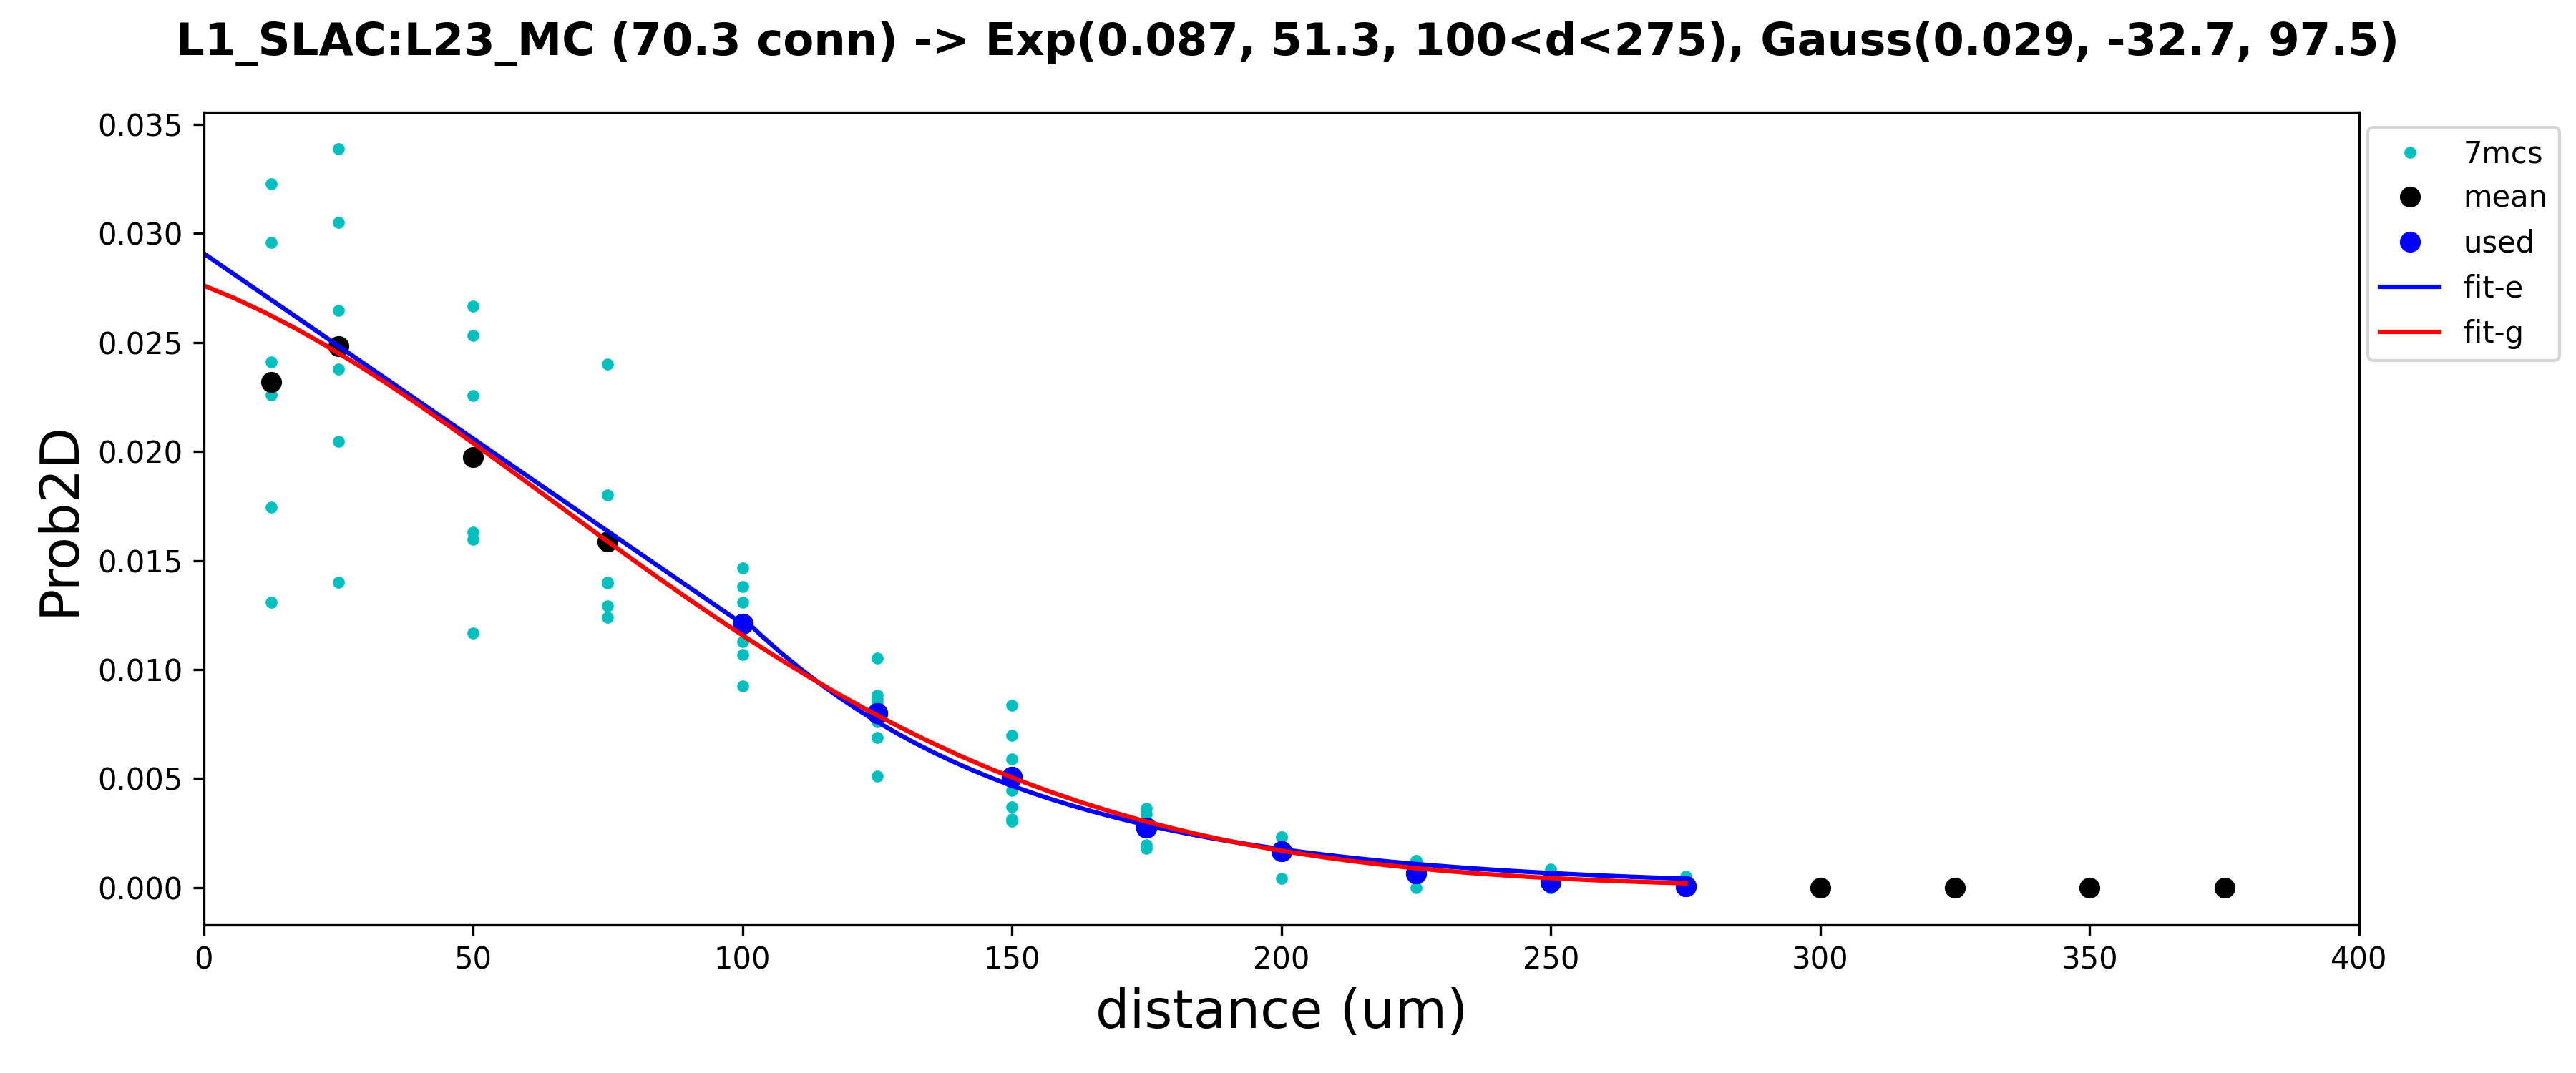 L1_SLAC:L23_MC (70.3 conn) -> Exp(0.087, 51.3, 100<d<275), Gauss(0.029, -32.7, 97.5)
0.035
0.030
0.025
0.020
0.015
0.010
0.005
0.000
Prob2D
0 50 100 150 200 250 300 350 400
distance (um)
7mcs
mean
used
fit-e
fit-g